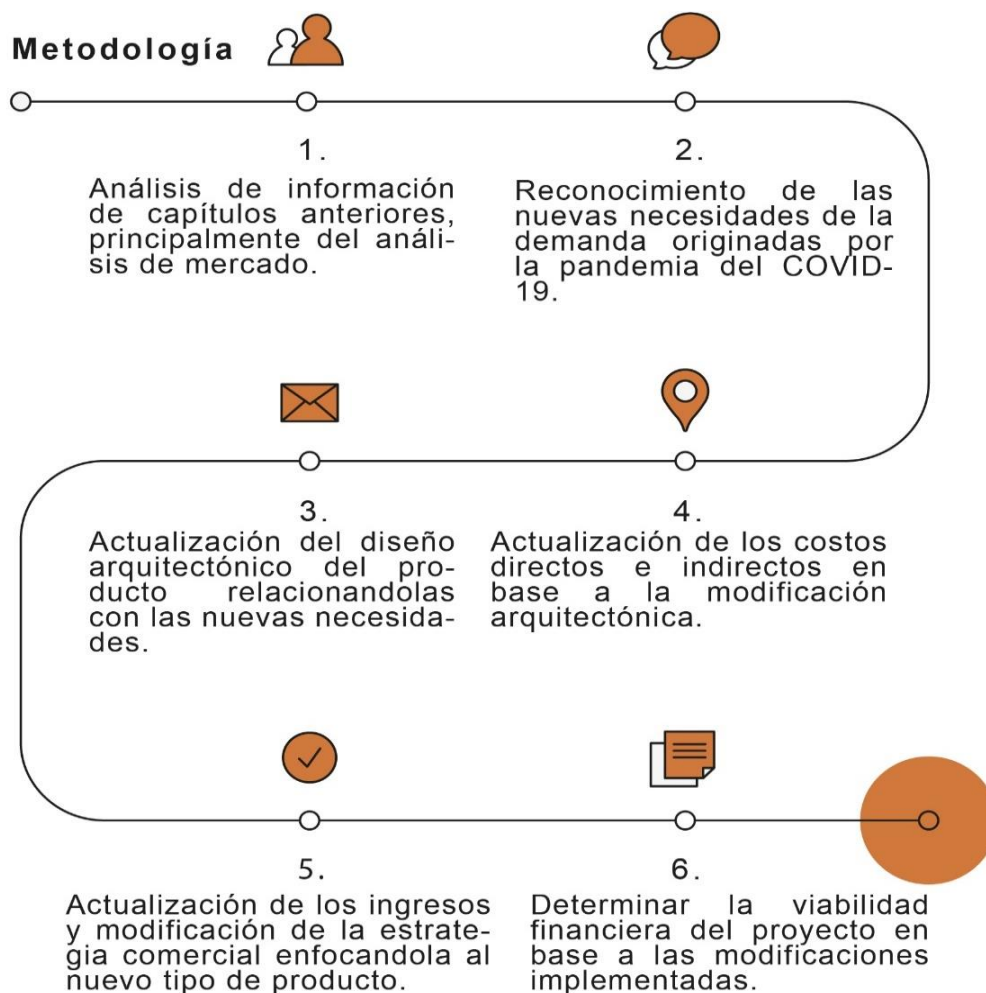 Metodología
1.
Análisis de información
de capítulos anteriores,
principalmente del análi-
sis de mercado.
2.
Reconocimiento de las
nuevas necesidades de la
demanda originadas por
la pandemia del COVID-
19.
3.
Actualización del diseño
arquitectónico del pro-
ducto relacionandolas
con las nuevas necesida-
des.
4.
Actualización de los costos
directos e indirectos en
base a la modificación
arquitectónica.
5.
Actualización de los ingresos
y modificación de la estrate-
gia comercial enfocandola al
nuevo tipo de producto.
6.
Determinar la viabilidad
financiera del proyecto en
base a las modificaciones
implementadas.